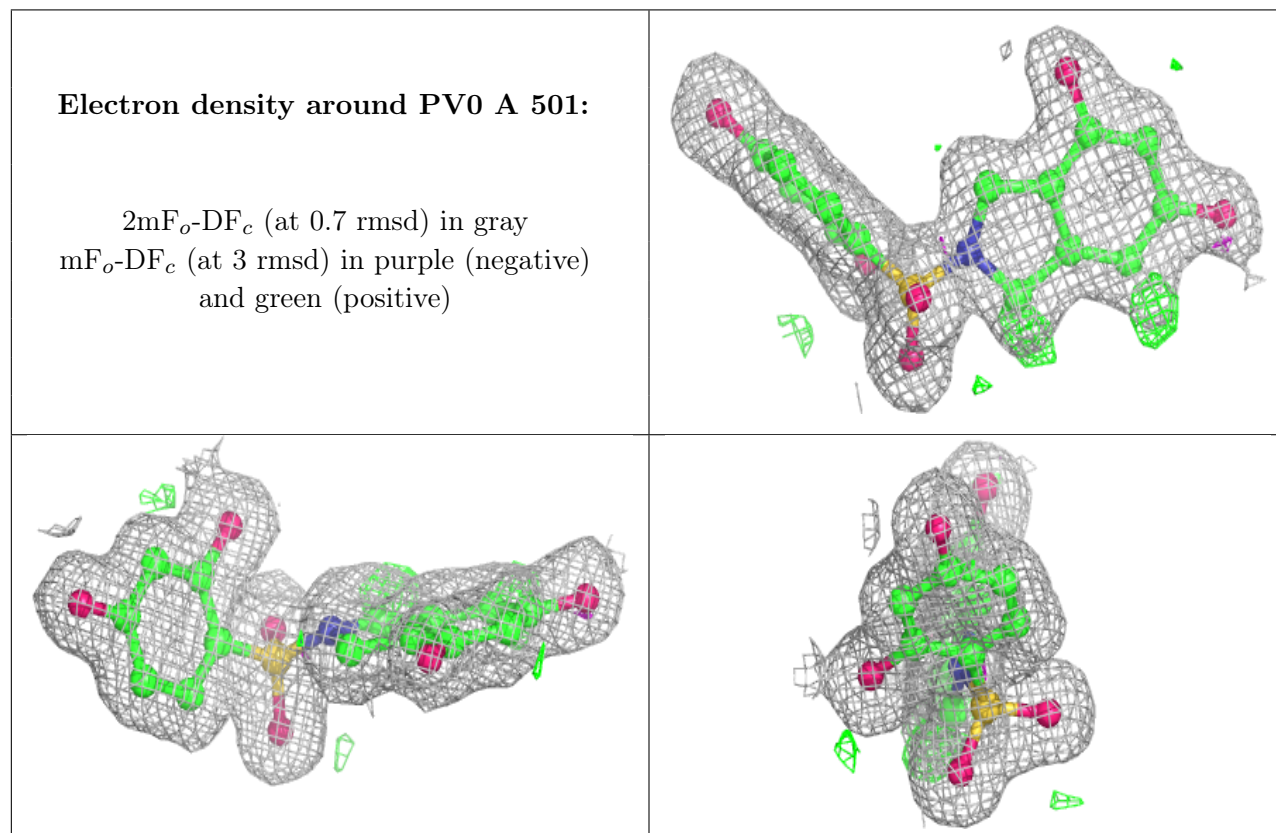 Electron density around PV0 A 501:
2mFo-DFc (at 0.7 rmsd) in gray
mFo-DFc (at 3 rmsd) in purple (negative)
and green (positive)